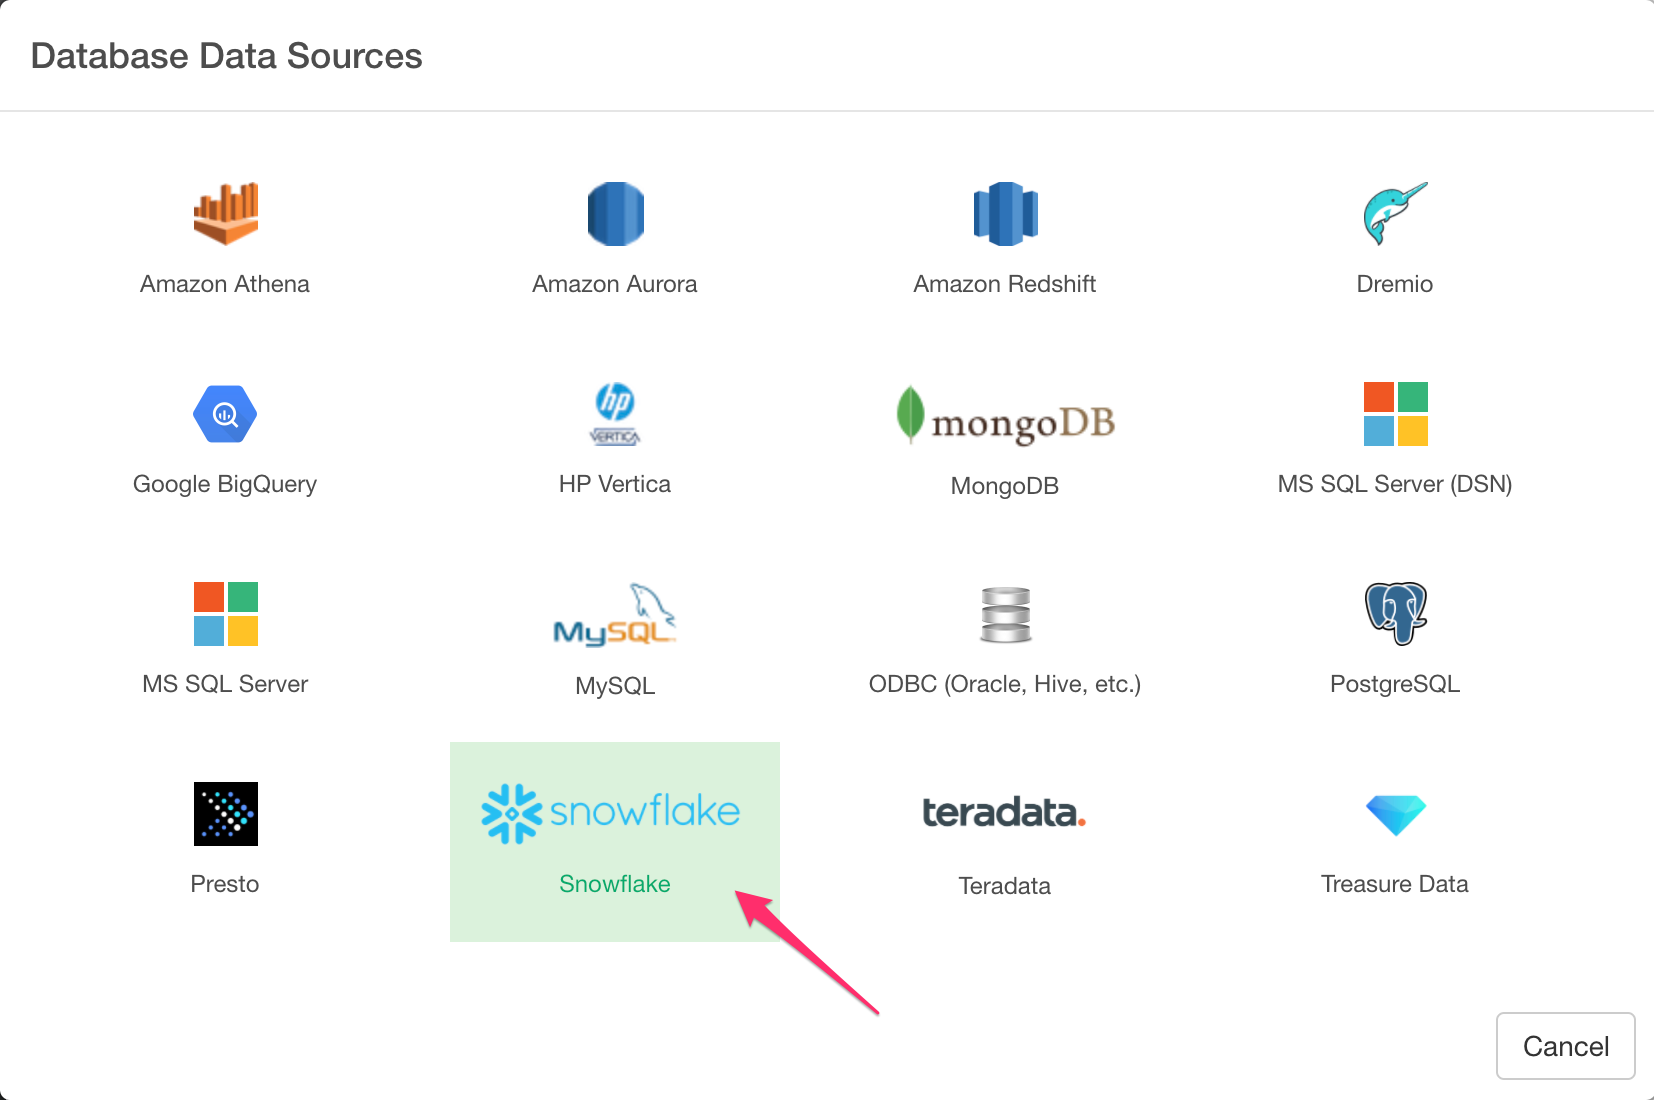 Database Data Sources
Amazon Athena
Amazon Aurora
Amazon Redshift
Dremio
hp
VERTICA
mongoDB
Google BigQuery
HP Vertica
MongoDB
MS SQL Server (DSN)
MySQL
MS SQL Server
MySQL
ODBC (Oracle, Hive, etc.)
PostgreSQL
snowflake
teradata.
Presto
Snowflake
Teradata
Treasure Data
Cancel